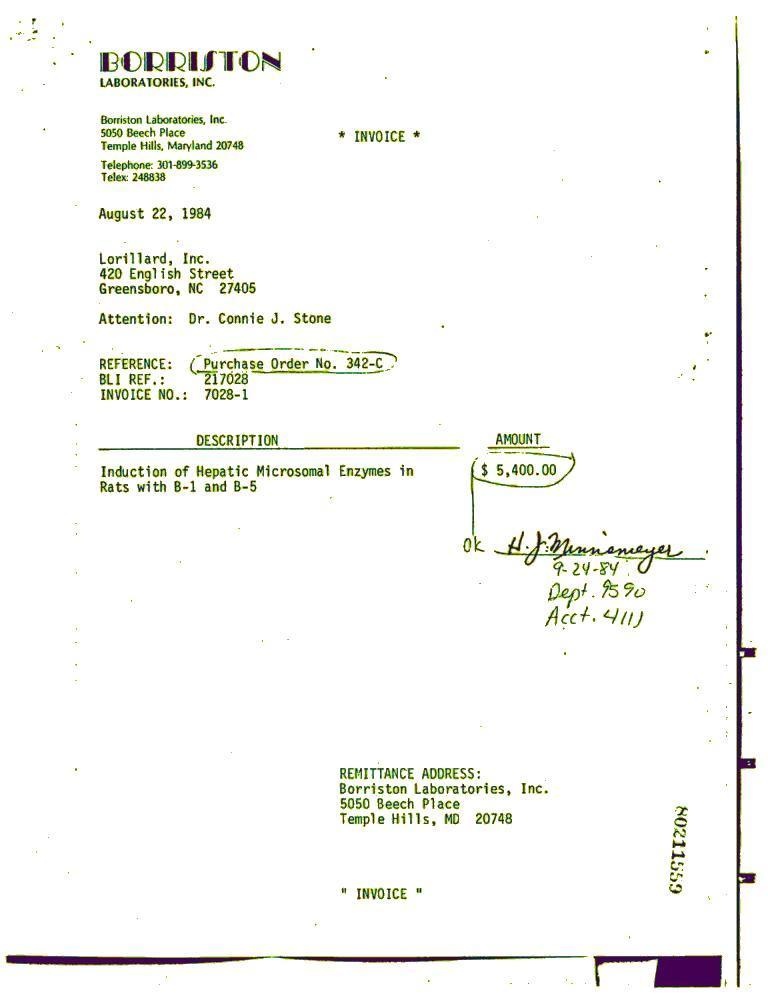 BORRISTON
LABORATORIES, INC.
Borriston Laboratories, Inc.
5050 Beech Place
Temple Hills, Maryland 20748
Telephone: 301-899-3536
Telex: 248838
* INVOICE *
August 22, 1984
Lorillard, Inc.
420 English Street
Greensboro, NC 27405
Attention: Dr. Connie J. Stone
REFERENCE: Purchase Order No. 342-C
BLI REF.: 217028
INVOICE NO.: 7028-1
DESCRIPTION AMOUNT
Induction of Hepatic Microsomal Enzymes in $ 5,400.00
Rats with B-1 and B-5
OK H.J. Minnemeyer
9-24-84
Dept. 9590
Acct. 4111
REMITTANCE ADDRESS:
Borriston Laboratories, Inc.
5050 Beech Place
Temple Hills, MD 20748
80211559
" INVOICE "